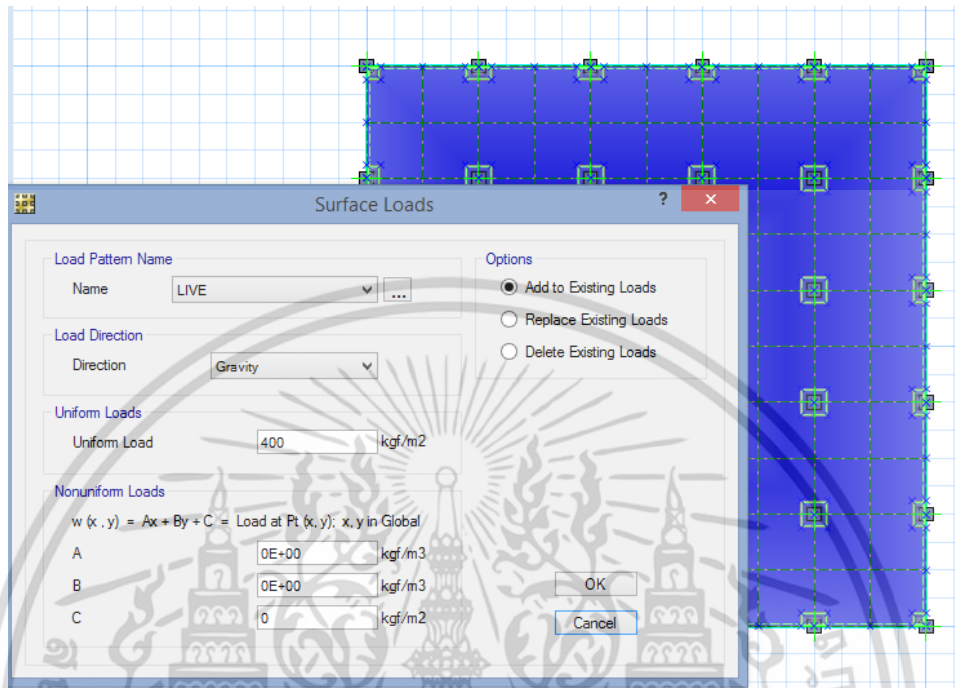 Surface Loads
?
Load Pattern Name
Name LIVE ...
Load Direction
Direction Gravity
Uniform Loads
Uniform Load 400 kgf/m2
Nonuniform Loads
w (x , y) = Ax + By + C = Load at Pt (x, y); x, y in Global
A 0E+00 kgf/m3
B 0E+00 kgf/m3
C 0 kgf/m2
Options
Add to Existing Loads
Replace Existing Loads
Delete Existing Loads
OK
Cancel